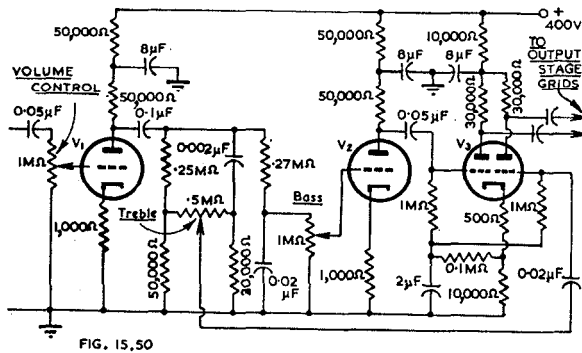 50,000Ω
8µF
VOLUME
CONTROL
0.05µF
1MΩ
50,000Ω
0.1µF
V1
1,000Ω
0.002µF
.25MΩ
.5MΩ
Treble
50,000Ω
20,000Ω
.27MΩ
Bass
1MΩ
0.02
µF
50,000Ω
8µF
8µF
50,000Ω
0.05µF
V2
1,000Ω
10,000Ω
30,000Ω
30,000Ω
+
400V
TO
OUTPUT
STAGE
GRIDS
V3
1MΩ
500Ω
1MΩ
0.1MΩ
2µF
10,000Ω
0.02µF
FIG. 15,50